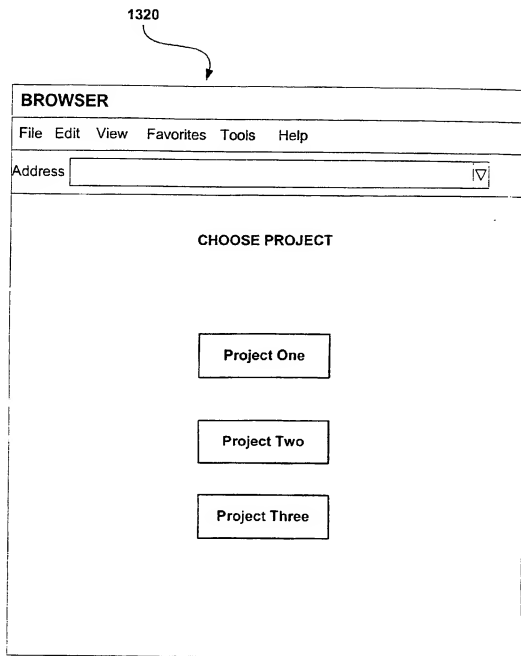 1320
BROWSER
File Edit View Favorites Tools Help
Address
CHOOSE PROJECT
Project One
Project Two
Project Three